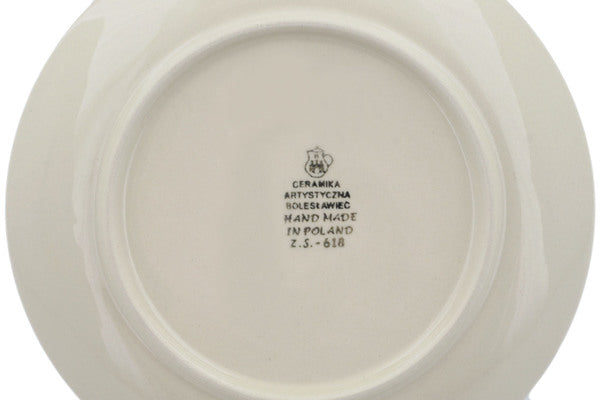 CERAMIKA
ARTYSTYCZNA
BOLESŁAWIEC
HAND MADE
IN POLAND
Z.S.-618